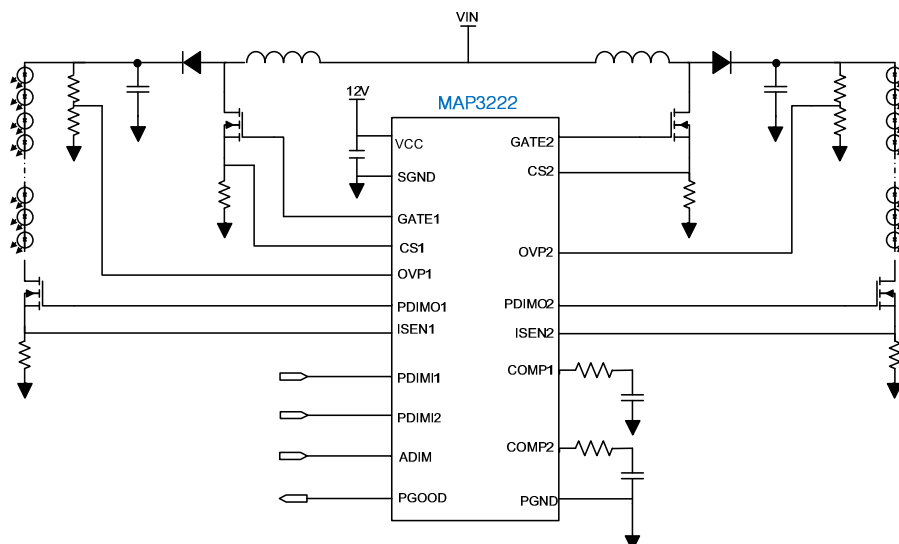 VIN
12V
MAP3222
VCC
SGND
GATE1
CS1
OVP1
PDIMO1
ISEN1
PDIMI1
PDIMI2
ADIM
PGOOD
GATE2
CS2
OVP2
PDIMO2
ISEN2
COMP1
COMP2
PGND